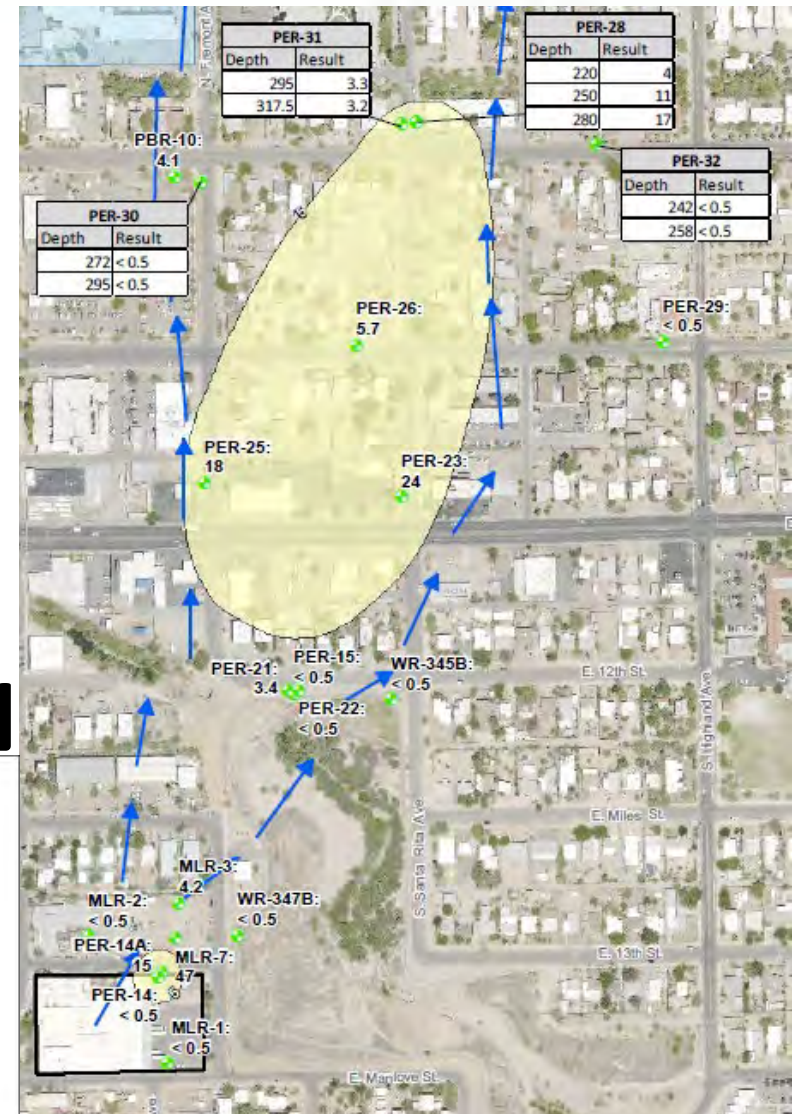 N. Fremont A
PER-31
Depth Result
295 3.3
317.5 3.2
PER-28
Depth Result
220 4
250 11
280 17
PBR-10:
4.1
PER-32
Depth Result
242 < 0.5
258 < 0.5
PER-30
Depth Result
272 < 0.5
295 < 0.5
PER-26:
5.7
PER-29:
< 0.5
PER-25:
18
PER-23:
24
E
PER-21:
3.4
PER-15:
< 0.5
WR-345B:
< 0.5
E. 12th St.
PER-22:
< 0.5
S. Highland Ave
S. Santa Rita Ave
E. Miles St.
MLR-3:
4.2
MLR-2:
< 0.5
WR-347B:
< 0.5
E. 13th St.
PER-14A:
15
MLR-7:
47
PER-14:
< 0.5
5
MLR-1:
< 0.5
E. Manlove St.
ve.